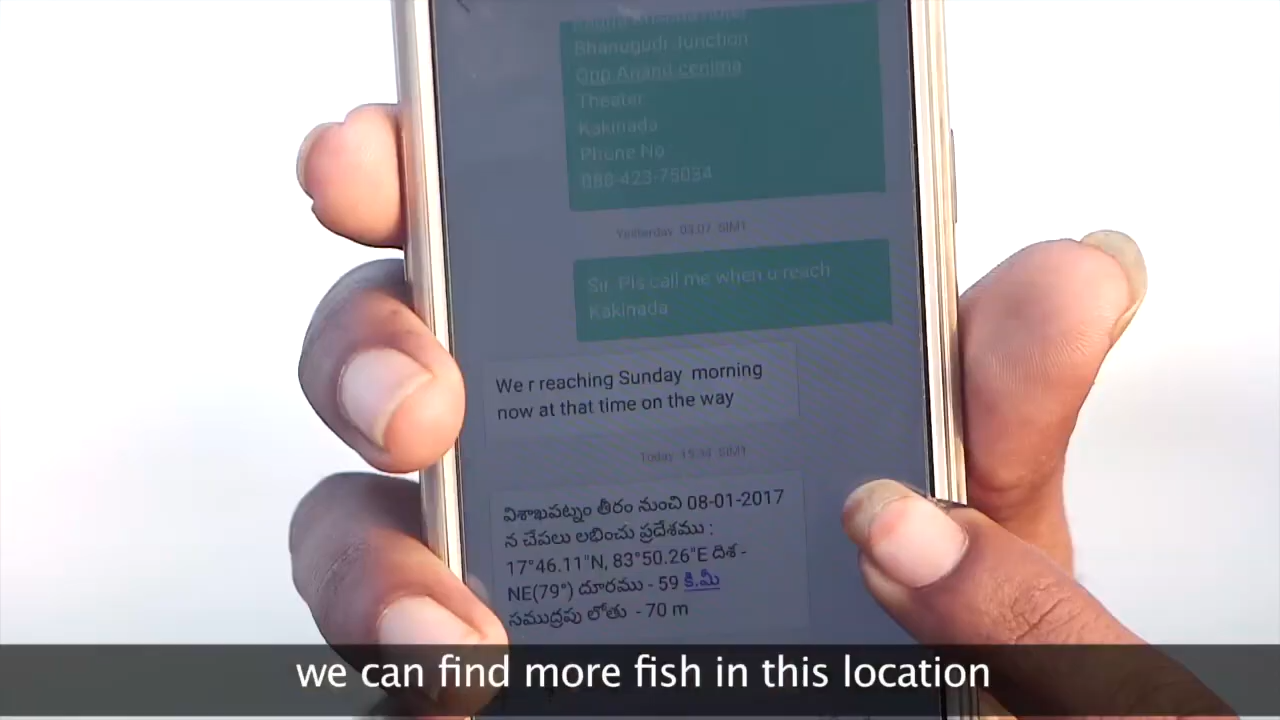 Bhanugudi Junction
Opp Anand cenima
Theater
Kakinada
Phone No
088-423-75034
Yesterday 03:07 SIM1
Sir Pls call me when u reach
Kakinada
We r reaching Sunday morning
now at that time on the way
Today SIM1
విశాఖపట్నం తీరం నుంచి 08-01-2017
న చేపలు లభించు ప్రదేశము :
17°46.11"N, 83°50.26"E దిశ -
NE(79°) దూరము - 59 కి.మీ
సముద్రపు లోతు - 70 m
we can find more fish in this location